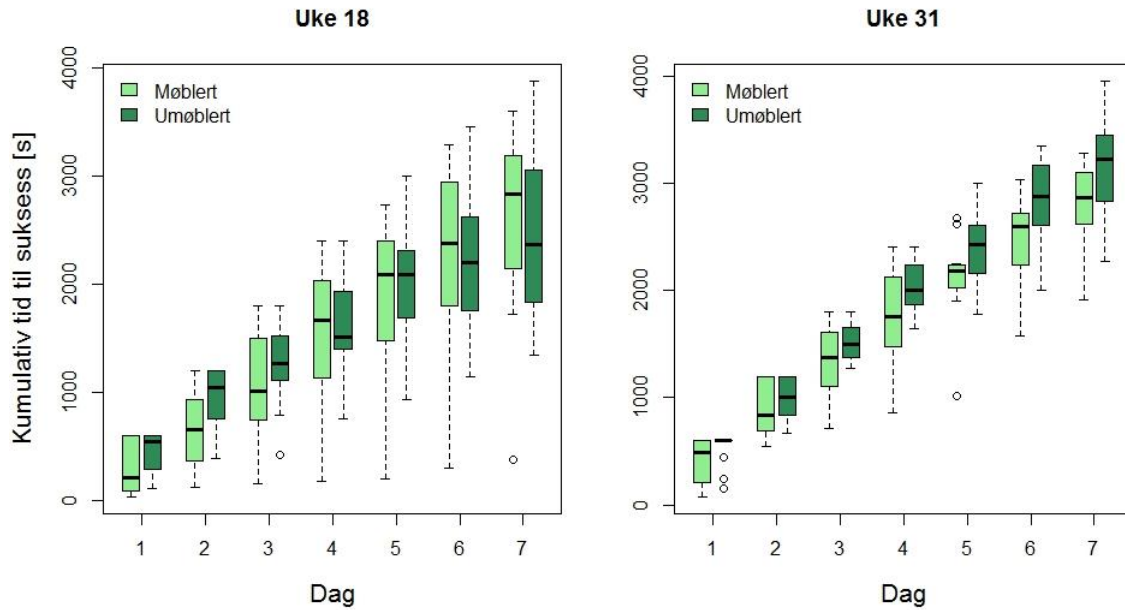 Uke 18
Kumulativ tid til suksess [s]
4000
3000
2000
1000
0
Møblert
Umøblert
1 2 3 4 5 6 7
Dag
Uke 31
4000
3000
2000
1000
0
Møblert
Umøblert
1 2 3 4 5 6 7
Dag